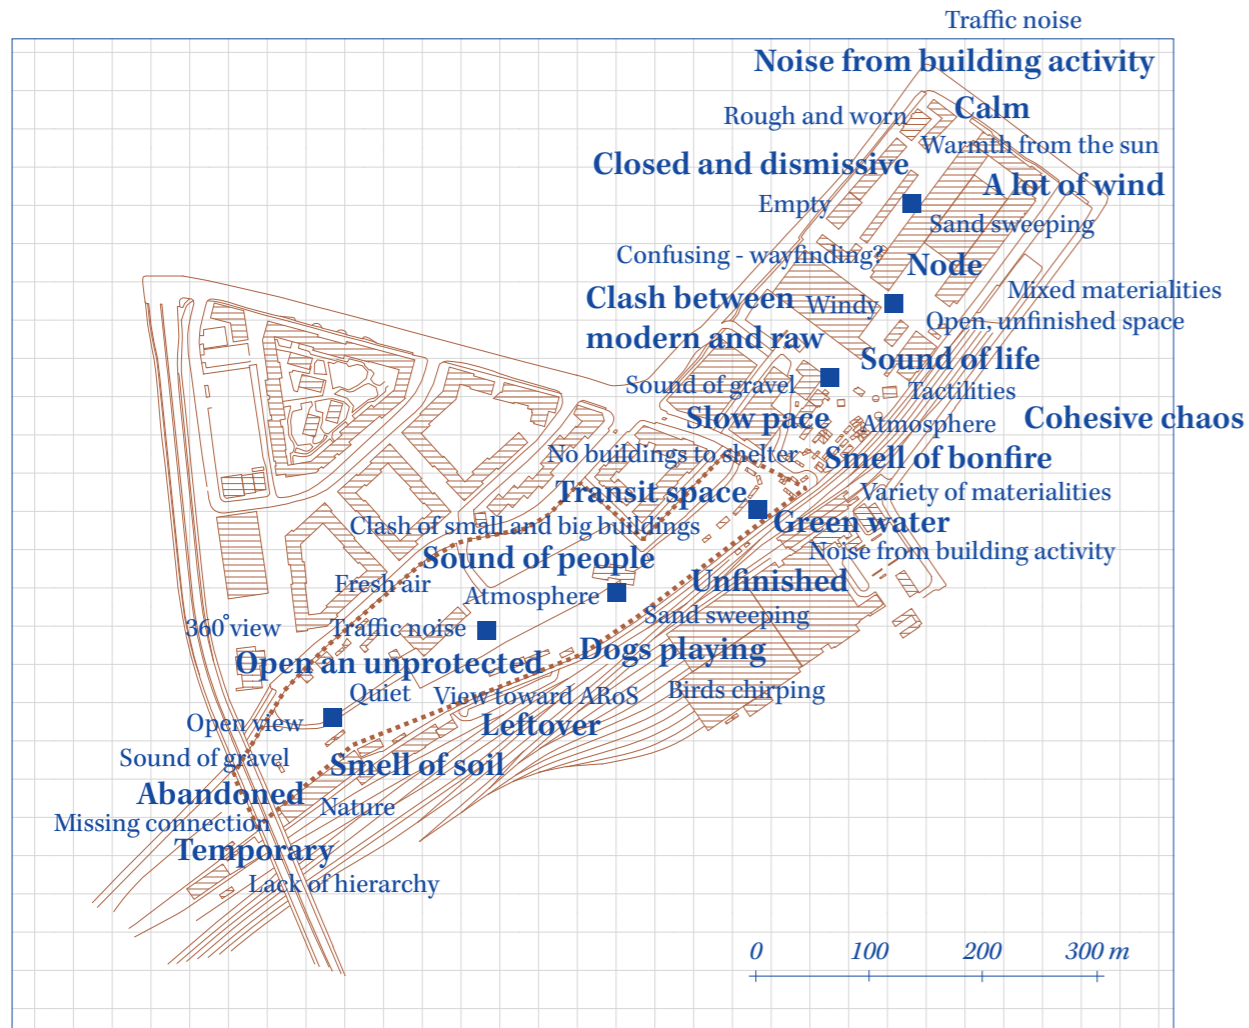 Traffic noise
Noise from building activity
Calm
Rough and worn
Warmth from the sun
Closed and dismissive
A lot of wind
Empty
Sand sweeping
Confusing - wayfinding?
Node
Mixed materialities
Clash between
modern and raw
Windy
Open, unfinished space
Sound of life
Sound of gravel
Tactilities
Slow pace
Atmosphere
Cohesive chaos
No buildings to shelter
Smell of bonfire
Transit space
Variety of materialities
Clash of small and big buildings
Green water
Noise from building activity
Sound of people
Fresh air
Atmosphere
Unfinished
Sand sweeping
360° view
Traffic noise
Dogs playing
Open an unprotected
Quiet
View toward ARoS
Birds chirping
Open view
Leftover
Sound of gravel
Smell of soil
Abandoned
Nature
Missing connection
Temporary
Lack of hierarchy
0 100 200 300 m